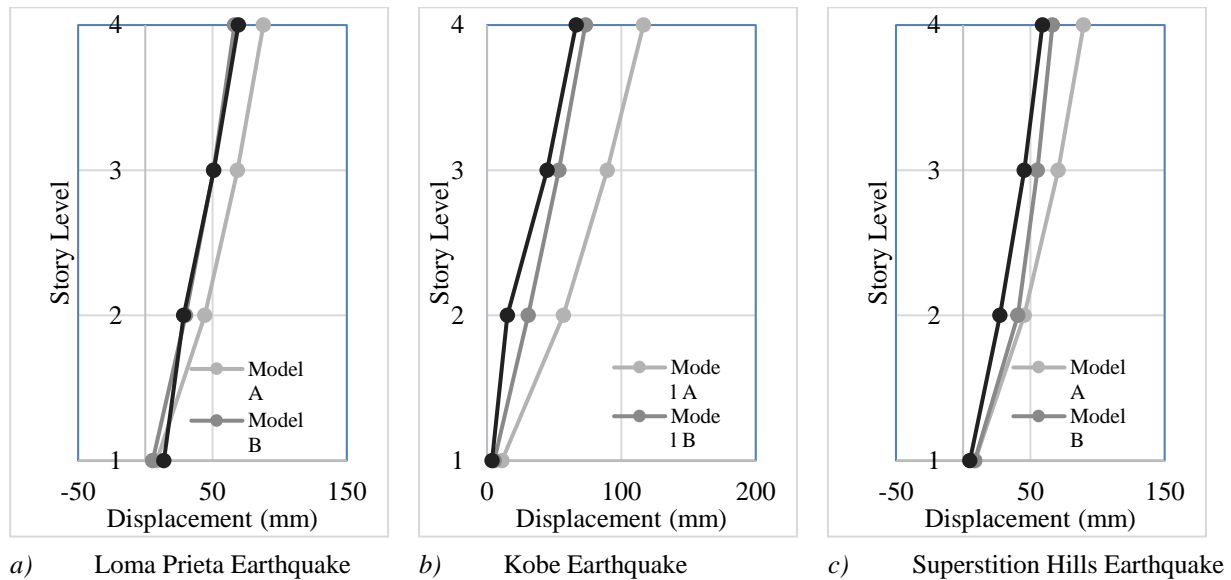 4
3
2
1
Story Level
Model
A
Model
B
-50
50
150
Displacement (mm)
a) Loma Prieta Earthquake
4
3
2
1
Story Level
Mode
l A
Mode
l B
0
100
200
Displacement (mm)
b) Kobe Earthquake
4
3
2
1
Story Level
Model
A
Model
B
-50
50
150
Displacement (mm)
c) Superstition Hills Earthquake